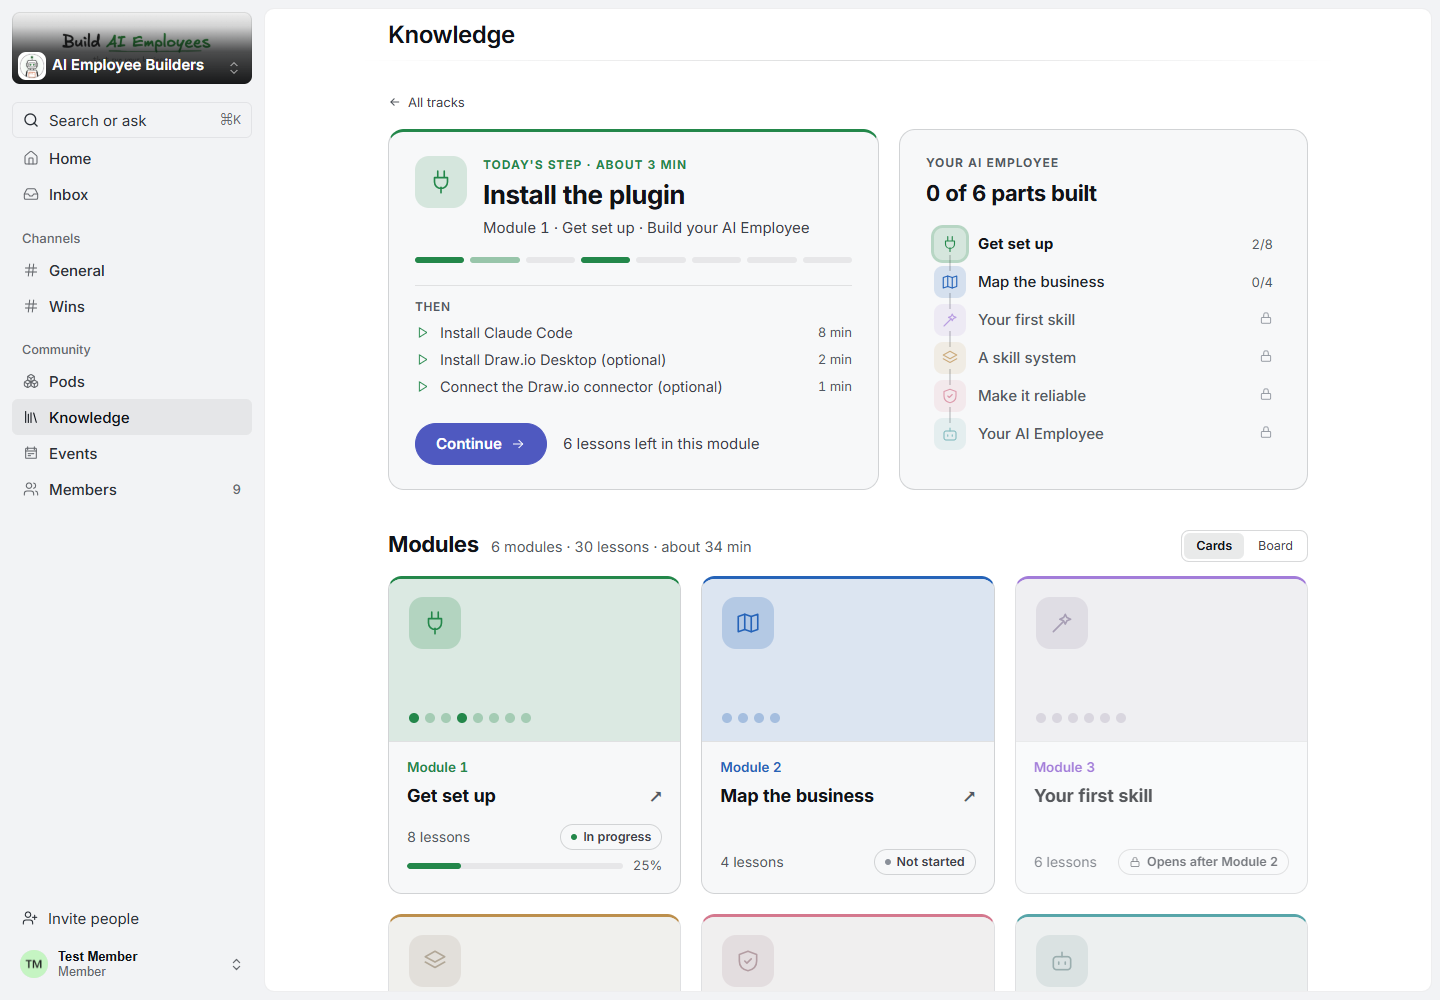 Build AI Employees
AI Employee Builders
Search or ask
⌘K
Home
Inbox
Channels
General
Wins
Community
Pods
Knowledge
Events
Members
9
Invite people
TM
Test Member
Member
Knowledge
← All tracks
TODAY'S STEP · ABOUT 3 MIN
Install the plugin
Module 1 · Get set up · Build your AI Employee
THEN
Install Claude Code
8 min
Install Draw.io Desktop (optional)
2 min
Connect the Draw.io connector (optional)
1 min
Continue →
6 lessons left in this module
YOUR AI EMPLOYEE
0 of 6 parts built
Get set up
2/8
Map the business
0/4
Your first skill
A skill system
Make it reliable
Your AI Employee
Modules
6 modules · 30 lessons · about 34 min
Cards
Board
Module 1
Get set up
↗
8 lessons
In progress
25%
Module 2
Map the business
↗
4 lessons
Not started
Module 3
Your first skill
6 lessons
Opens after Module 2